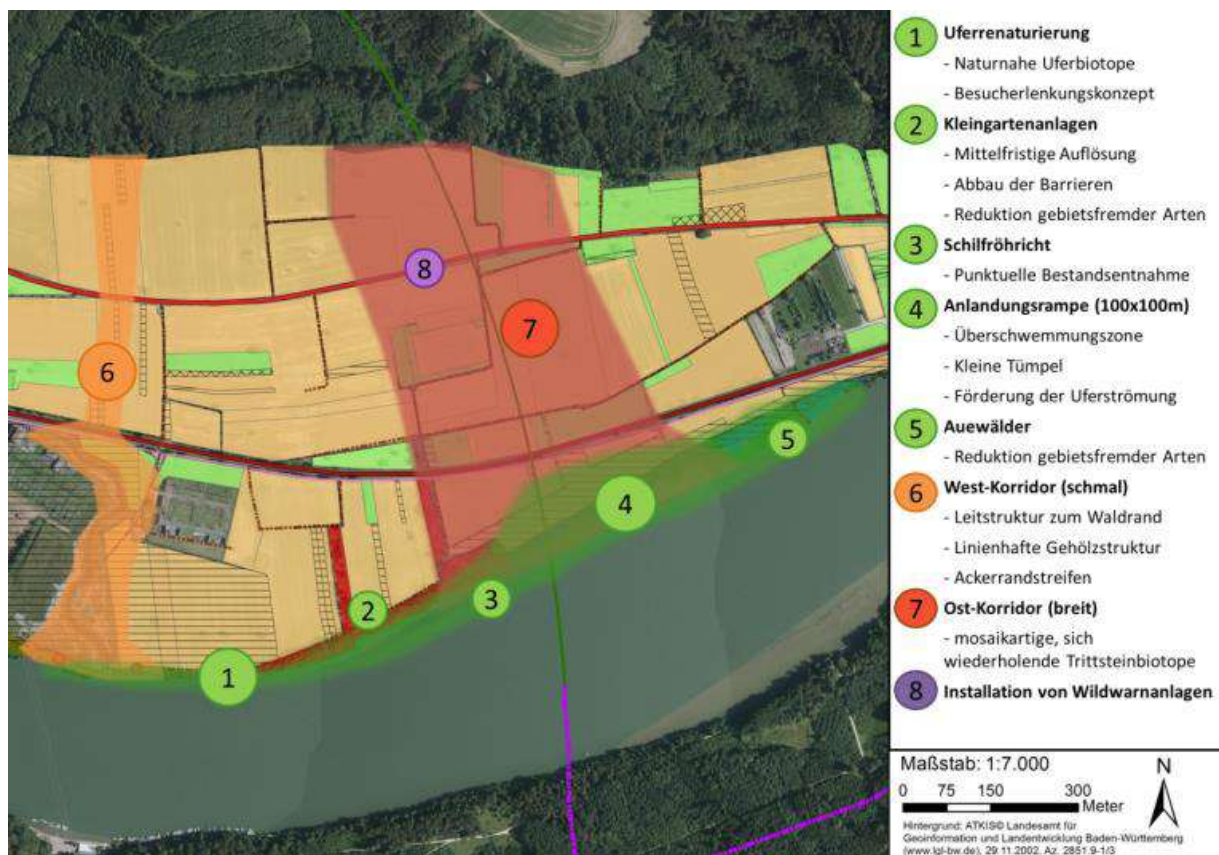 1 Uferrenaturierung
- Naturnahe Uferbiotope
- Besucherlenkungskonzept
2 Kleingartenanlagen
- Mittelfristige Auflösung
- Abbau der Barrieren
- Reduktion gebietsfremder Arten
3 Schilfröhricht
- Punktuelle Bestandsentnahme
4 Anlandungsrampe (100x100m)
- Überschwemmungszone
- Kleine Tümpel
- Förderung der Uferströmung
5 Auewälder
- Reduktion gebietsfremder Arten
6 West-Korridor (schmal)
- Leitstruktur zum Waldrand
- Linienhafte Gehölzstruktur
- Ackerrandstreifen
7 Ost-Korridor (breit)
- mosaikartige, sich
wiederholende Trittsteinbiotope
8 Installation von Wildwarnanlagen
Maßstab: 1:7.000
N
0 75 150 300
Meter
Hintergrund: ATKIS© Landesamt für
Geoinformation und Landentwicklung Baden-Württemberg
(www.lgl-bw.de), 29.11.2002, Az. 2851.9-1/3
8
7
6
5
4
3
2
1